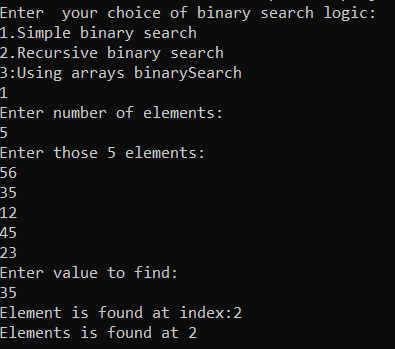 Enter  your choice of binary search logic:
1.Simple binary search
2.Recursive binary search
3:Using arrays binarySearch
1
Enter number of elements:
5
Enter those 5 elements:
56
35
12
45
23
Enter value to find:
35
Element is found at index:2
Elements is found at 2